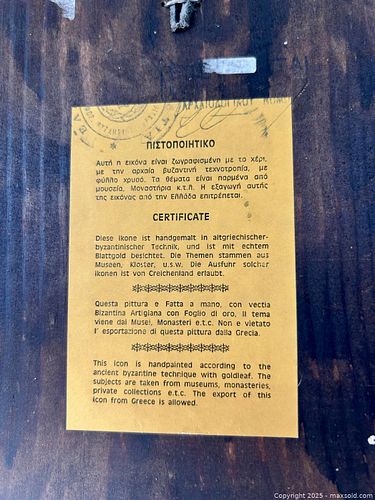 ΠΙΣΤΟΠΟΙΗΤΙΚΟ
Αυτή η εικόνα είναι ζωγραφισμένη με το χέρι,
με την αρχαία βυζαντινή τεχνοτροπία, με
φύλλο χρυσό. Τα θέματα είναι παρμένα από
μουσεία, Μοναστήρια κ.τ.λ. Η εξαγωγή αυτής
της εικόνας από την Ελλάδα επιτρέπεται.
CERTIFICATE
Diese Ikone ist handgemalt in altgriechischer-
byzantinischer Technik, und ist mit echtem
Blattgold besichtet. Die Themen stammen aus
Museen, Kloster, u.s.w. Die Ausfuhr solcher
Ikonen ist von Creichenland erlaubt.
Questa pittura e Fatta a mano, con vectia
Bizantina Artigiana con Foglio di oro, Il tema
viene dai Musei, Monasteri e.t.c. Non e vietato
l' esportazione di questa pittura dalla Grecia.
This icon is handpainted according to the
ancient byzantine technique with goldleaf. The
subjects are taken from museums, monasteries,
private collections e.t.c. The export of this
icon from Greece is allowed.
Copyright 2025 - maxsold.com